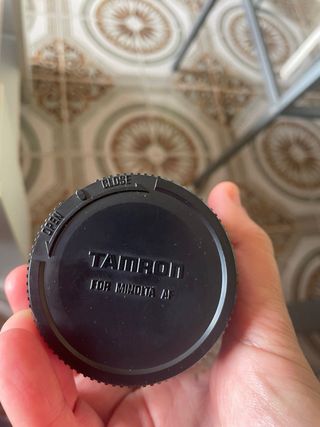 OPEN CLOSE
TAMRON
FOR MINOLTA AF